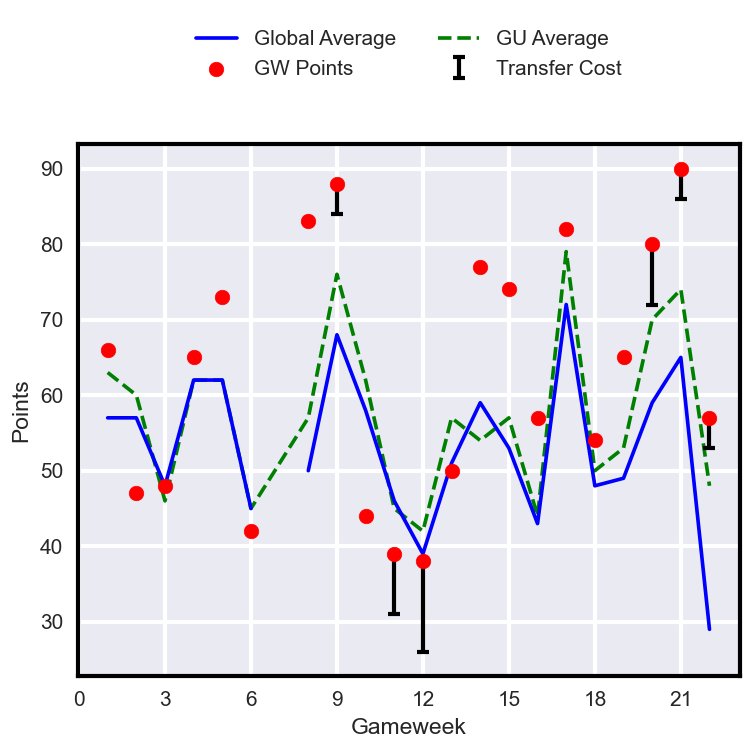 Global Average
GU Average
GW Points
Transfer Cost
90
80
70
60
50
40
30
Points
0 3 6 9 12 15 18 21
Gameweek